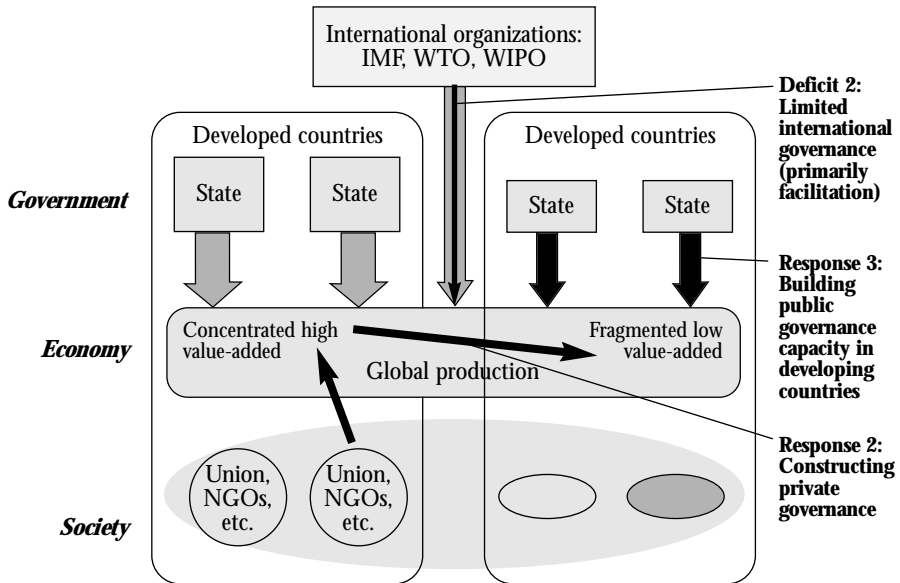 International organizations:
IMF, WTO, WIPO
Deficit 2:
Limited
international
governance
(primarily
facilitation)
Developed countries
Developed countries
Government
State
State
State
State
Response 3:
Building
public
governance
capacity in
developing
countries
Economy
Concentrated high
value-added
Fragmented low
value-added
Global production
Response 2:
Constructing
private
governance
Society
Union,
NGOs,
etc.
Union,
NGOs,
etc.